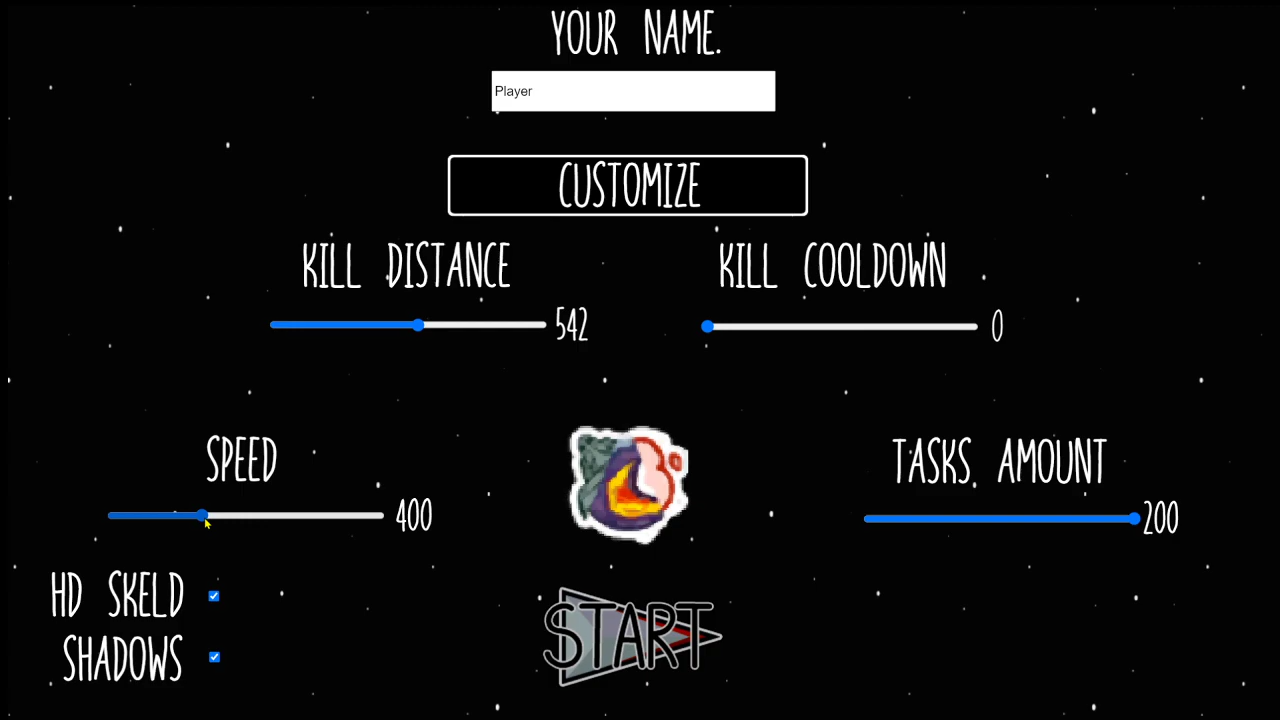 YOUR NAME.
Player
CUSTOMIZE
KILL DISTANCE
KILL COOLDOWN
542
0
SPEED
TASKS AMOUNT
400
200
HD SKELD
SHADOWS
START